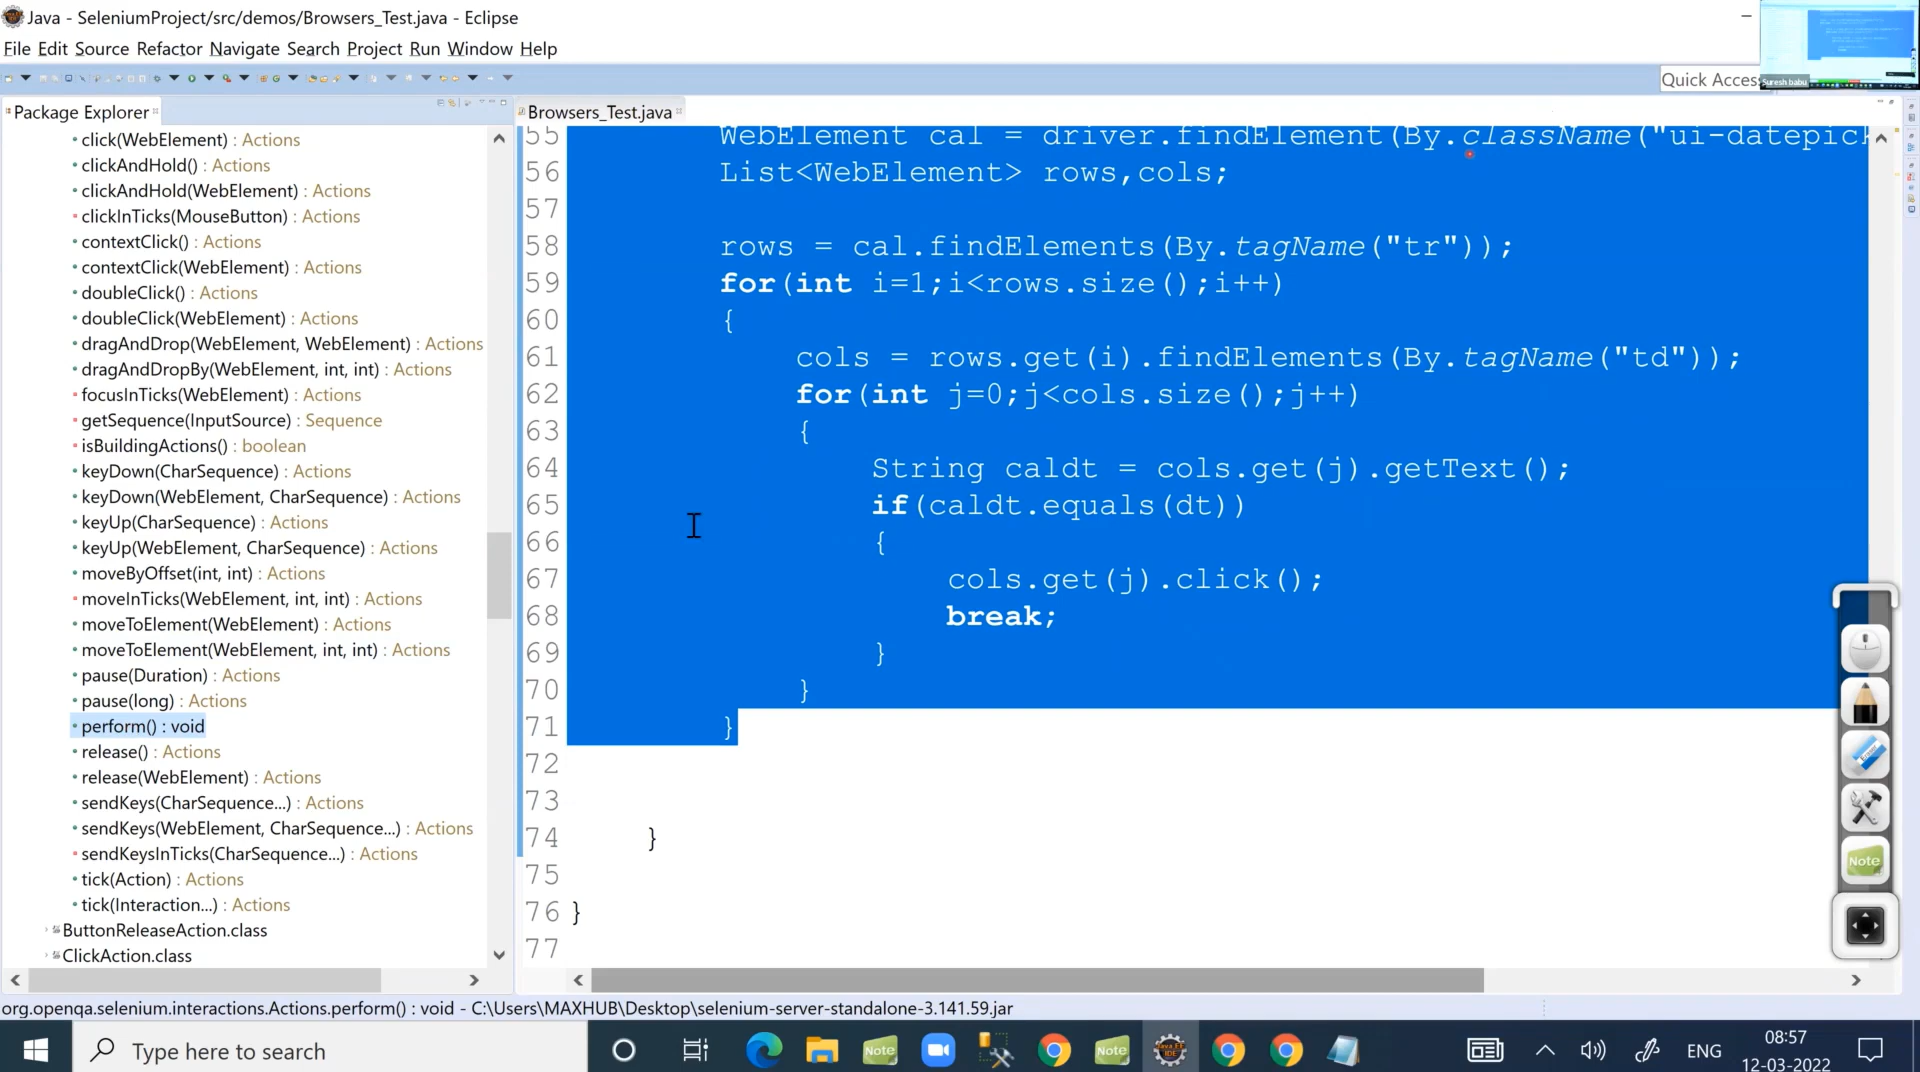 Java - SeleniumProject/src/demos/Browsers_Test.java - Eclipse
File Edit Source Refactor Navigate Search Project Run Window Help
Quick Access
Suresh babu
Package Explorer
Browsers_Test.java
click(WebElement) : Actions
clickAndHold() : Actions
clickAndHold(WebElement) : Actions
clickInTicks(MouseButton) : Actions
contextClick() : Actions
contextClick(WebElement) : Actions
doubleClick() : Actions
doubleClick(WebElement) : Actions
dragAndDrop(WebElement, WebElement) : Actions
dragAndDropBy(WebElement, int, int) : Actions
focusInTicks(WebElement) : Actions
getSequence(InputSource) : Sequence
isBuildingActions() : boolean
keyDown(CharSequence) : Actions
keyDown(WebElement, CharSequence) : Actions
keyUp(CharSequence) : Actions
keyUp(WebElement, CharSequence) : Actions
moveByOffset(int, int) : Actions
moveInTicks(WebElement, int, int) : Actions
moveToElement(WebElement) : Actions
moveToElement(WebElement, int, int) : Actions
pause(Duration) : Actions
pause(long) : Actions
perform() : void
release() : Actions
release(WebElement) : Actions
sendKeys(CharSequence...) : Actions
sendKeys(WebElement, CharSequence...) : Actions
sendKeysInTicks(CharSequence...) : Actions
tick(Action) : Actions
tick(Interaction...) : Actions
ButtonReleaseAction.class
ClickAction.class
55 WebElement cal = driver.findElement(By.className("ui-datepick
56 List<WebElement> rows,cols;
57
58 rows = cal.findElements(By.tagName("tr"));
59 for(int i=1;i<rows.size();i++)
60 {
61 cols = rows.get(i).findElements(By.tagName("td"));
62 for(int j=0;j<cols.size();j++)
63 {
64 String caldt = cols.get(j).getText();
65 if(caldt.equals(dt))
66 {
67 cols.get(j).click();
68 break;
69 }
70 }
71 }
72
73
74 }
75
76 }
77
Eraser
Note
org.openqa.selenium.interactions.Actions.perform() : void - C:\Users\MAXHUB\Desktop\selenium-server-standalone-3.141.59.jar
Type here to search
Note
Note
Java EE
IDE
ENG
08:57
12-03-2022